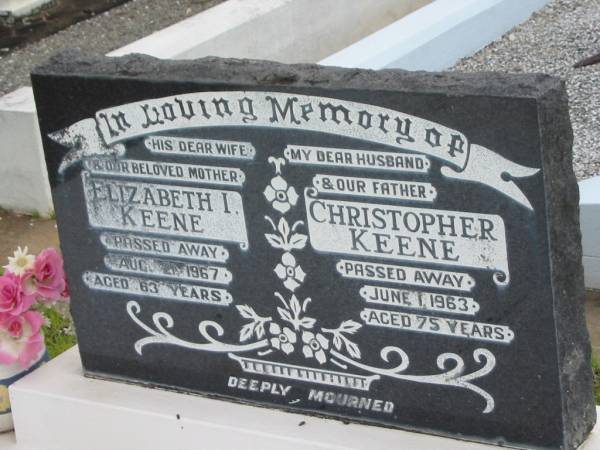 In Loving Memory of
HIS DEAR WIFE
& OUR BELOVED MOTHER
ELIZABETH I.
KEENE
PASSED AWAY
AUG. 21, 1967
AGED 63 YEARS
MY DEAR HUSBAND
& OUR FATHER
CHRISTOPHER
KEENE
PASSED AWAY
JUNE 1, 1963
AGED 75 YEARS
DEEPLY MOURNED